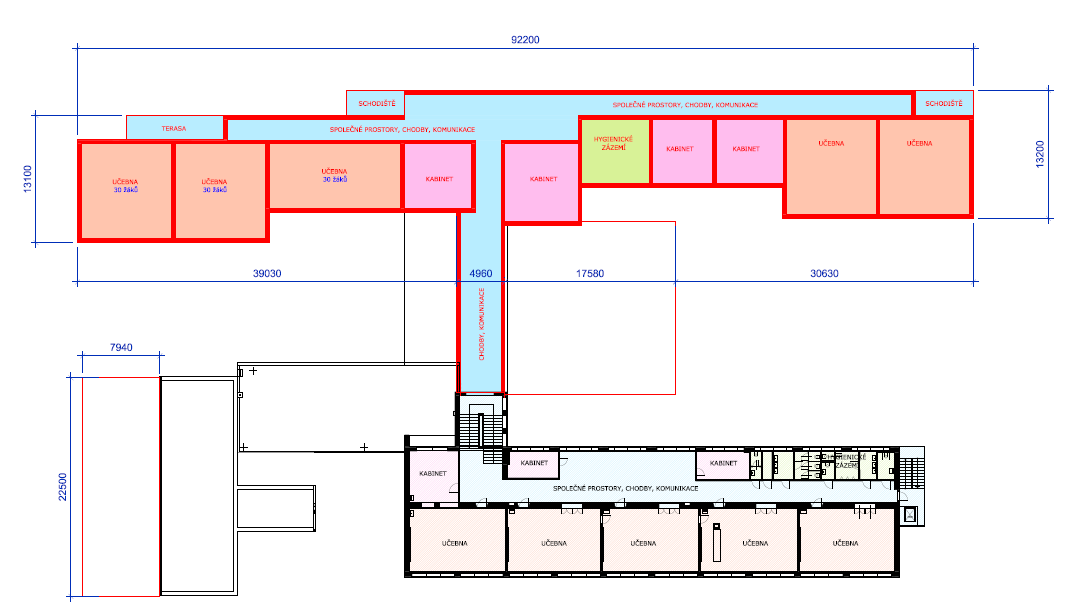 92200
SCHODIŠTĚ
SPOLEČNÉ PROSTORY, CHODBY, KOMUNIKACE
SCHODIŠTĚ
TERASA
SPOLEČNÉ PROSTORY, CHODBY, KOMUNIKACE
HYGIENICKÉ
ZÁZEMÍ
KABINET
KABINET
UČEBNA
UČEBNA
13200
13100
UČEBNA
30 žáků
UČEBNA
30 žáků
UČEBNA
30 žáků
KABINET
KABINET
39030
4960
17580
30630
CHODBY, KOMUNIKACE
7940
22500
KABINET
KABINET
KABINET
HYGIENICKÉ
ZÁZEMÍ
SPOLEČNÉ PROSTORY, CHODBY, KOMUNIKACE
UČEBNA
UČEBNA
UČEBNA
UČEBNA
UČEBNA